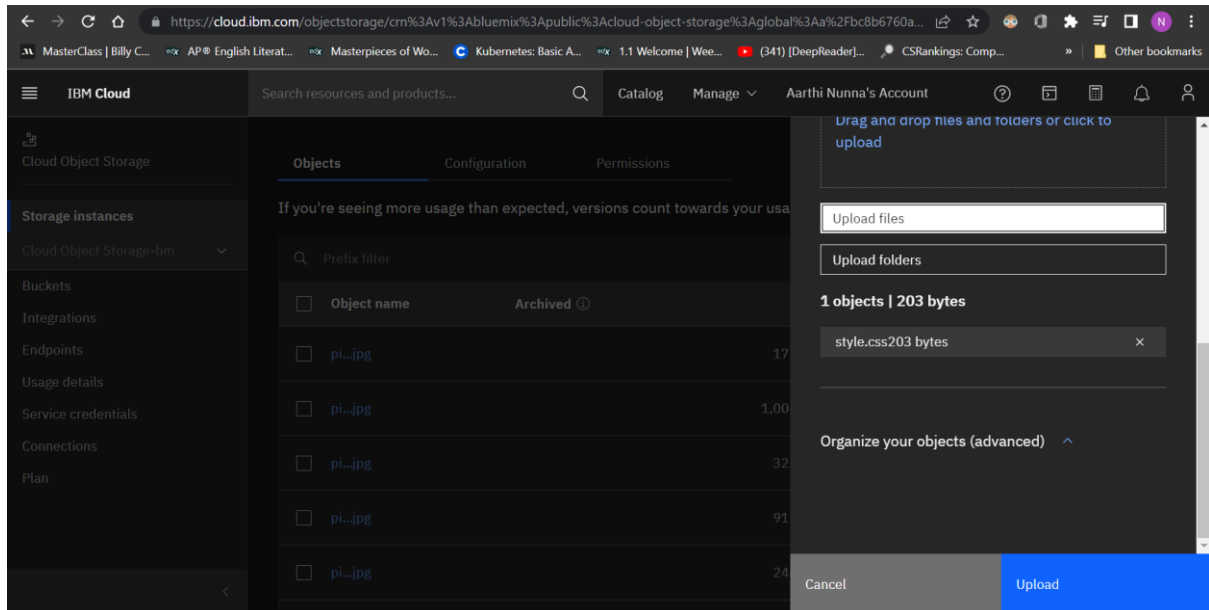 https://cloud.ibm.com/objectstorage/crn%3Av1%3Abluemix%3Apublic%3Acloud-object-storage%3Aglobal%3Aa%2Fbc8b6760a...
N
MasterClass | Billy C... AP® English Literat... Masterpieces of Wo... Kubernetes: Basic A... 1.1 Welcome | Wee... (341) [DeepReader]... CSRankings: Comp... » Other bookmarks
IBM Cloud Search resources and products... Catalog Manage Aarthi Nunna's Account
Drag and drop files and folders or click to
upload
Cloud Object Storage
Objects Configuration Permissions
Storage instances
If you're seeing more usage than expected, versions count towards your usa
Upload files
Cloud Object Storage-bm
Prefix filter
Upload folders
Buckets
Object name Archived
1 objects | 203 bytes
Integrations
style.css203 bytes
Endpoints
pi...jpg 17
Usage details
pi...jpg 1,00
Service credentials
Connections
Organize your objects (advanced)
pi...jpg 32
Plan
pi...jpg 91
pi...jpg 24
Cancel Upload